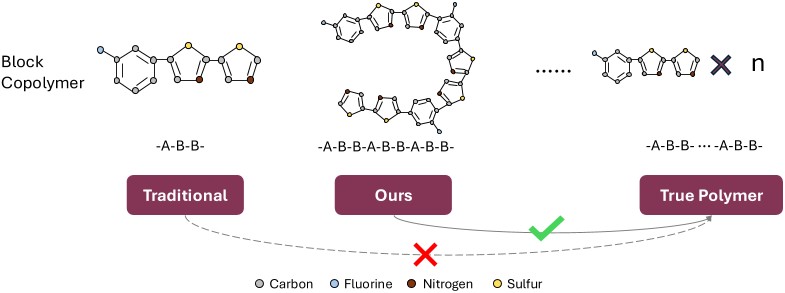 Block
Copolymer
......
n
-A-B-B-
-A-B-B-A-B-B-A-B-B-
-A-B-B- ··· -A-B-B-
Traditional
Ours
True Polymer
Carbon
Fluorine
Nitrogen
Sulfur